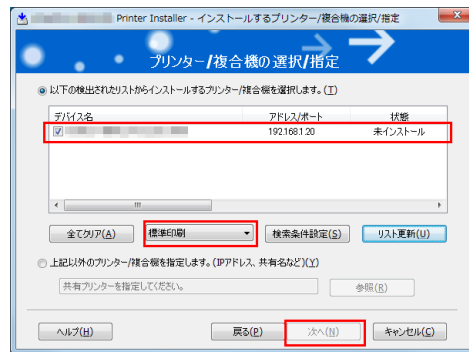 Printer Installer - インストールするプリンター/複合機の選択/指定
プリンター/複合機の選択/指定
以下の検出されたリストからインストールするプリンター/複合機を選択します。(I)
デバイス名 アドレス/ポート 状態
192.168.1.20 未インストール
全てクリア(A) 標準印刷 検索条件設定(S) リスト更新(U)
上記以外のプリンター/複合機を指定します。(IPアドレス、共有名など)(Y)
共有プリンターを指定してください。 参照(R)
ヘルプ(H) 戻る(P) 次へ(N) キャンセル(C)